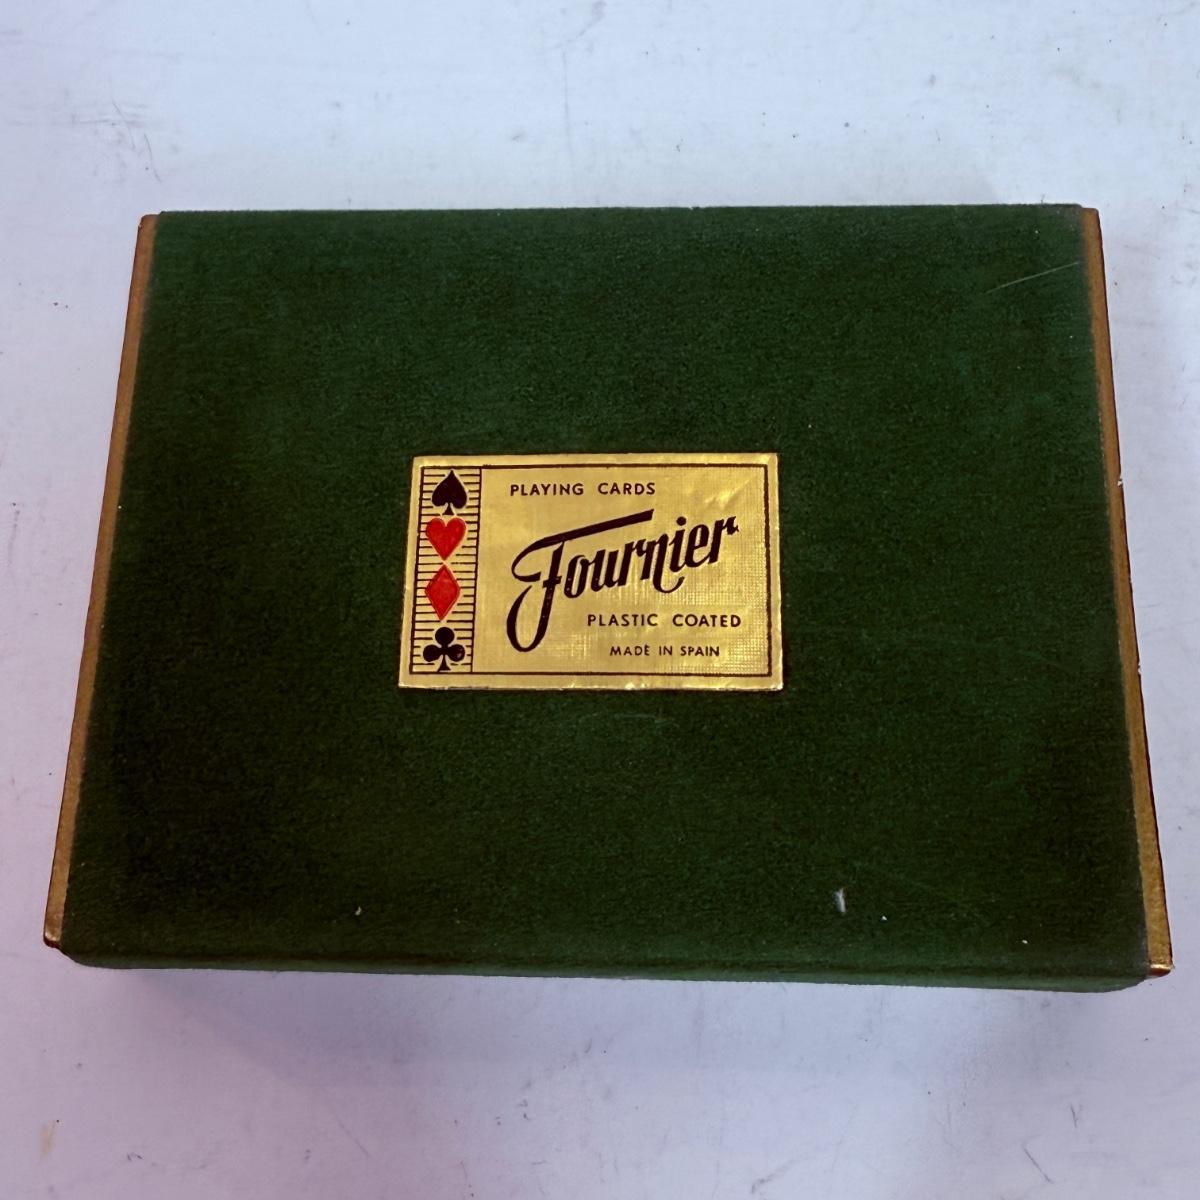 PLAYING CARDS
Fournier
PLASTIC COATED
MADE IN SPAIN